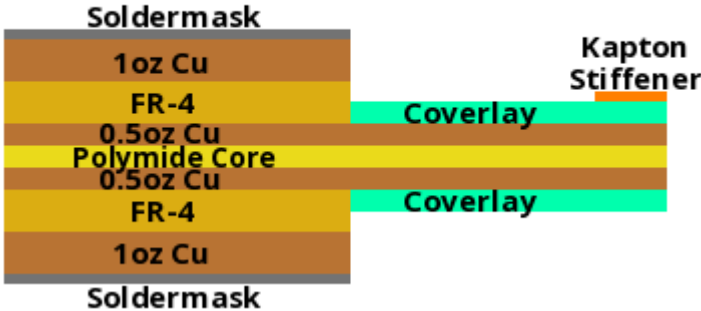 Soldermask
1oz Cu
FR-4
0.5oz Cu
Polymide Core
0.5oz Cu
FR-4
1oz Cu
Soldermask
Kapton
Stiffener
Coverlay
Coverlay